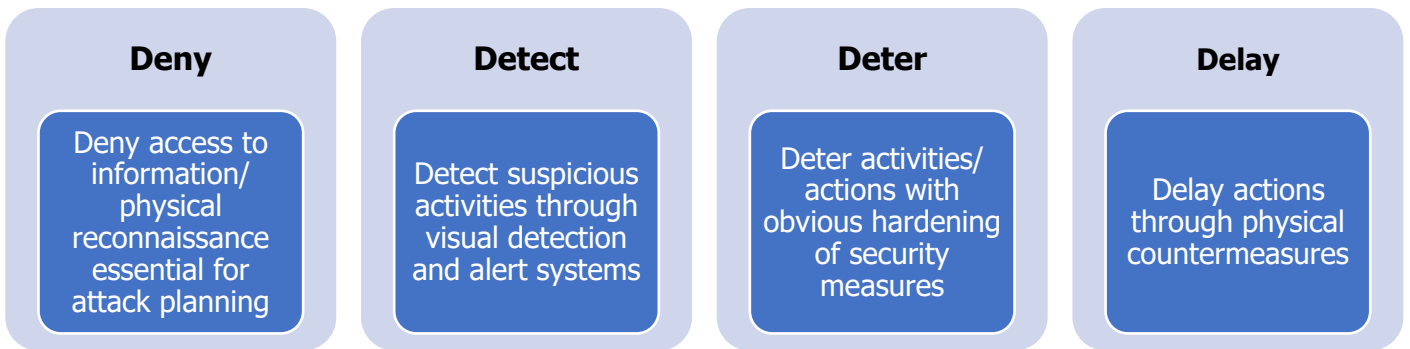 Deny
Deny access to
information/
physical
reconnaissance
essential for
attack planning
Detect
Detect suspicious
activities through
visual detection
and alert systems
Deter
Deter activities/
actions with
obvious hardening
of security
measures
Delay
Delay actions
through physical
countermeasures